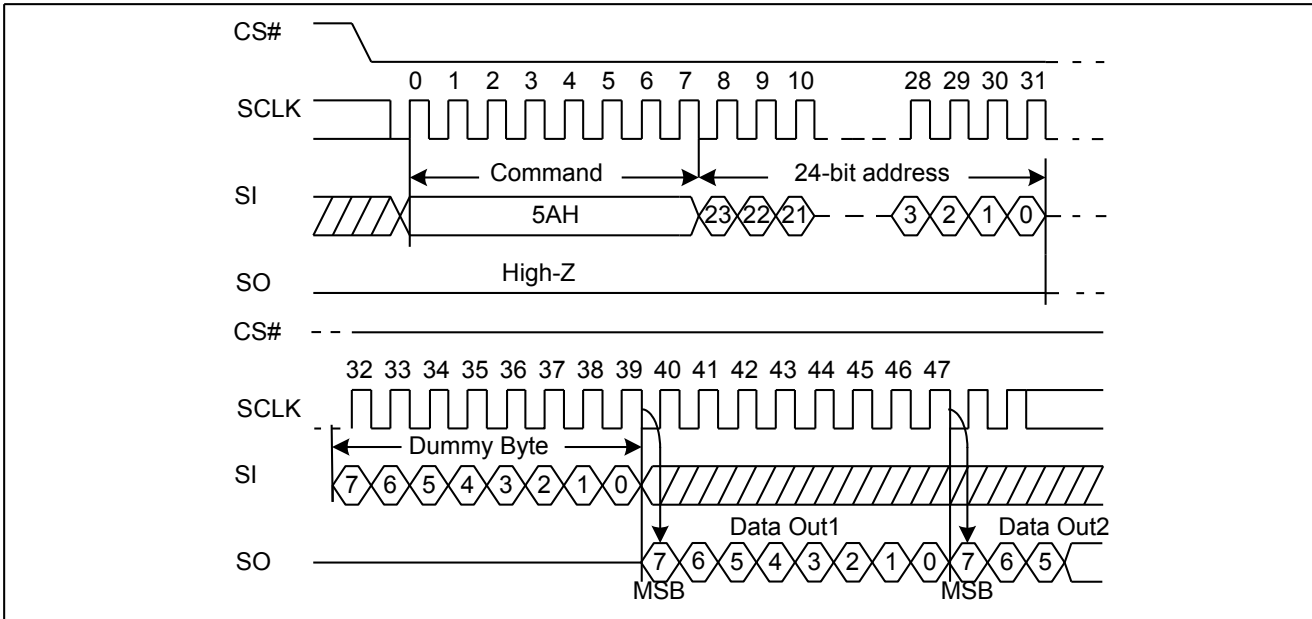 CS#
0 1 2 3 4 5 6 7 8 9 10 28 29 30 31
SCLK
Command 24-bit address
SI
5AH 23 22 21 3 2 1 0
High-Z
SO
CS#
32 33 34 35 36 37 38 39 40 41 42 43 44 45 46 47
SCLK
Dummy Byte
SI
7 6 5 4 3 2 1 0
Data Out1 Data Out2
SO
7 6 5 4 3 2 1 0 7 6 5
MSB MSB